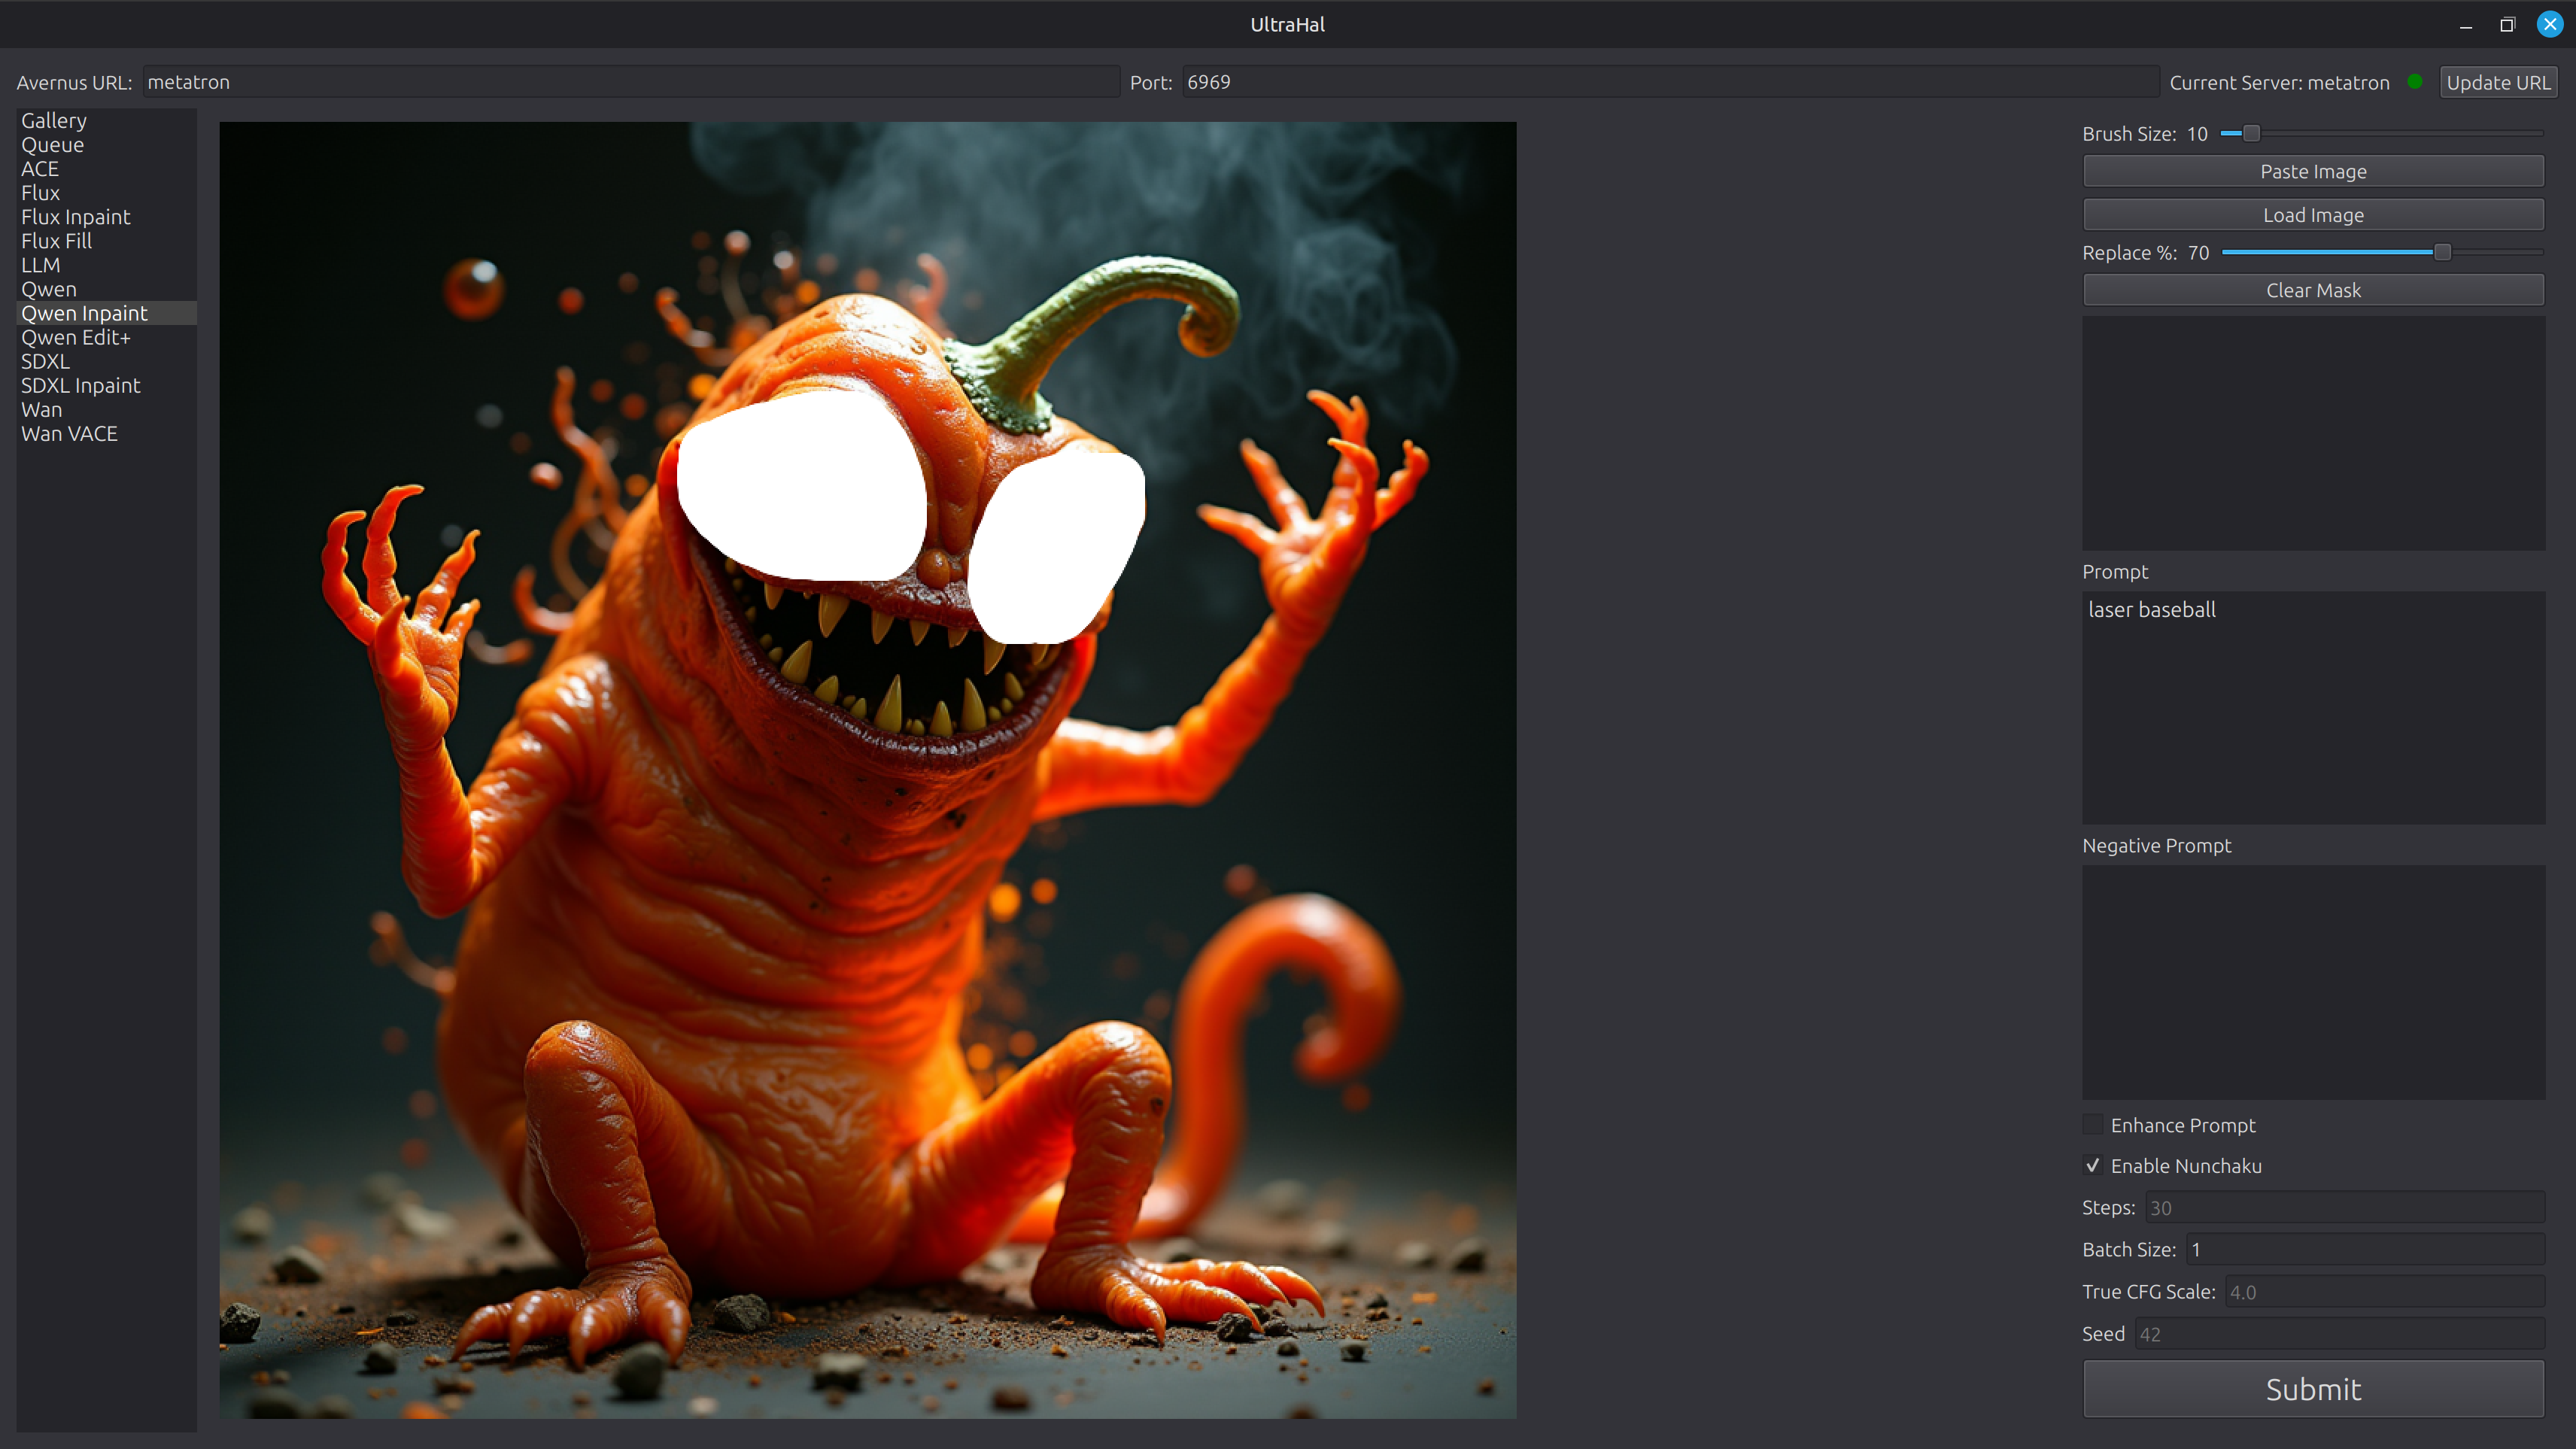 UltraHal
Avernus URL: metatron Port: 6969 Current Server: metatron Update URL
Gallery
Queue
ACE
Flux
Flux Inpaint
Flux Fill
LLM
Qwen
Qwen Inpaint
Qwen Edit+
SDXL
SDXL Inpaint
Wan
Wan VACE
Brush Size: 10
Paste Image
Load Image
Replace %: 70
Clear Mask
Prompt
laser baseball
Negative Prompt
Enhance Prompt
Enable Nunchaku
Steps: 30
Batch Size: 1
True CFG Scale: 4.0
Seed 42
Submit